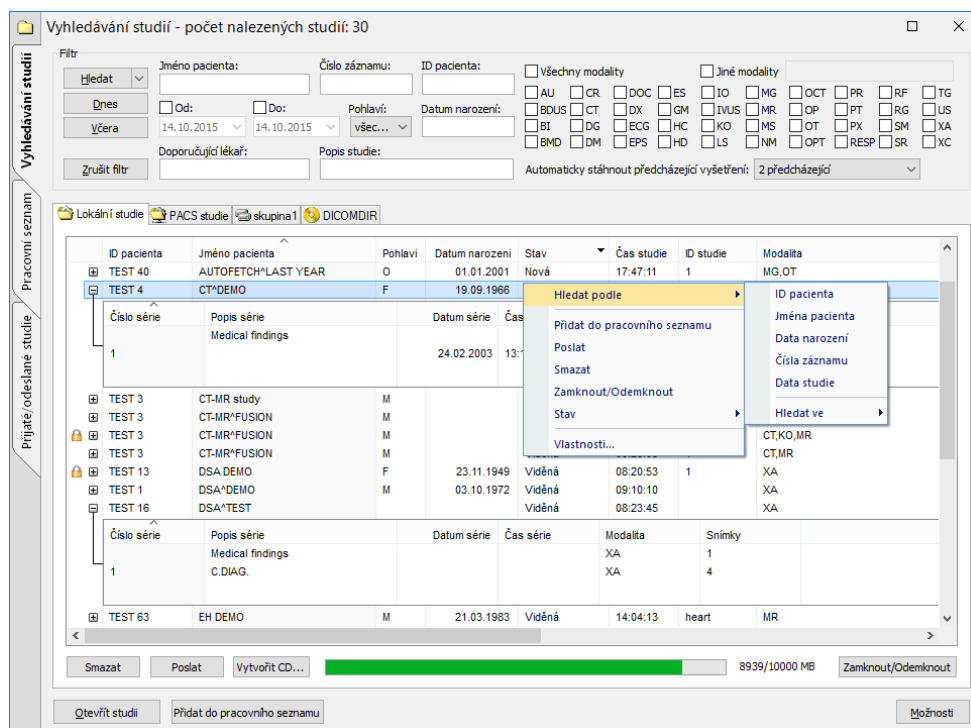 Vyhledávání studií - počet nalezených studií: 30
Vyhledávání studií
Pracovní seznam
Přijaté/odeslané studie
Filtr
Hledat
Dnes
Včera
Zrušit filtr
Jméno pacienta: Číslo záznamu: ID pacienta:
Od: Do: Pohlaví: Datum narození:
14.10.2015 14.10.2015 všec...
Doporučující lékař: Popis studie:
Všechny modality Jiné modality
AU CR DOC ES IO MG OCT PR RF TG
BDUS CT DX GM IVUS MR OP PT RG US
BI DG ECG HC KO MS OT PX SM XA
BMD DM EPS HD LS NM OPT RESP SR XC
Automaticky stáhnout předcházející vyšetření: 2 předcházející
Lokální studie PACS studie skupina1 DICOMDIR
ID pacienta Jméno pacienta Pohlaví Datum narození Stav Čas studie ID studie Modalita
TEST 40 AUTOFETCH^LAST YEAR O 01.01.2001 Nová 17:47:11 1 MG,OT
TEST 4 CT^DEMO F 19.09.1966
Číslo série Popis série Datum série
Medical findings
1 24.02.2003
Hledat podle
Přidat do pracovního seznamu
Poslat
Smazat
Zamknout/Odemknout
Stav
Vlastnosti...
ID pacienta
Jména pacienta
Data narození
Čísla záznamu
Data studie
Hledat ve
TEST 3 CT-MR study M
TEST 3 CT-MR^FUSION M
TEST 3 CT-MR^FUSION M CT,KO,MR
TEST 3 CT-MR^FUSION M CT,MR
TEST 13 DSA DEMO F 23.11.1949 Viděná 08:20:53 1 XA
TEST 1 DSA^DEMO M 03.10.1972 Viděná 09:10:10 XA
TEST 16 DSA^TEST Viděná 08:23:45 XA
Číslo série Popis série Datum série Čas série Modalita Snímky
Medical findings XA 1
1 C.DIAG. XA 4
TEST 63 EH DEMO M 21.03.1983 Viděná 14:04:13 heart MR
Smazat Poslat Vytvořit CD... 8939/10000 MB Zamknout/Odemknout
Otevřít studii Přidat do pracovního seznamu Možnosti